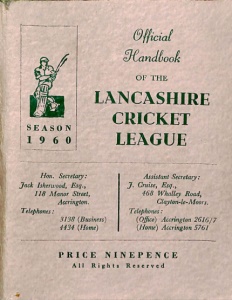 Official
Handbook
OF THE
LANCASHIRE
CRICKET
LEAGUE
SEASON
1960
Hon. Secretary:
Jack Isherwood, Esq.,
118 Manor Street,
Accrington.
Telephones:
3198 (Business)
4434 (Home)
Assistant Secretary:
J. Cruise, Esq.,
468 Whalley Road,
Clayton-le-Moors.
Telephones:
(Office) Accrington 2616/7
(Home) Accrington 5761
PRICE NINEPENCE
All Rights Reserved